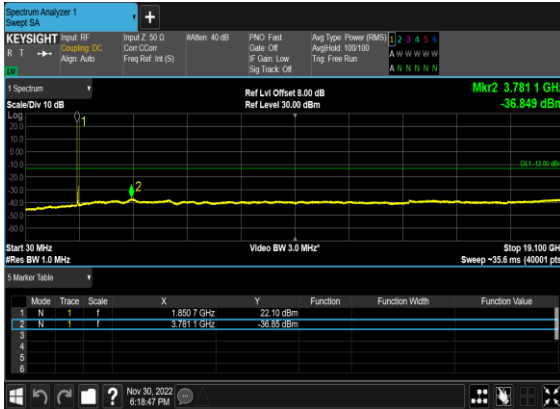 Spectrum Analyzer 1
Swept SA
KEYSIGHT Input: RF Input Z: 50 Ω #Atten: 40 dB PNO: Fast Avg Type: Power (RMS) 1 2 3 4 5 6
R T Coupling: DC Corr CCorr Gate: Off Avg|Hold: 100/100 A W W W W W
Align: Auto Freq Ref: Int (S) IF Gain: Low Trig: Free Run
Sig Track: Off A N N N N N
1 Spectrum Ref Lvl Offset 8.00 dB Mkr2 3.781 1 GHz
Scale/Div 10 dB Ref Level 30.00 dBm -36.849 dBm
Log
1
20.0
10.0
0.00
-10.0 DL1 -13.00 dBm
-20.0
-30.0 2
-40.0
-50.0
-60.0
Start 30 MHz Video BW 3.0 MHz* Stop 19.100 GH
#Res BW 1.0 MHz Sweep ~35.6 ms (40001 pts
5 Marker Table
Mode Trace Scale X Y Function Function Width Function Value
1 N 1 f 1.850 7 GHz 22.10 dBm
2 N 1 f 3.781 1 GHz -36.85 dBm
3
4
5
6
? Nov 30, 2022
6:18:47 PM